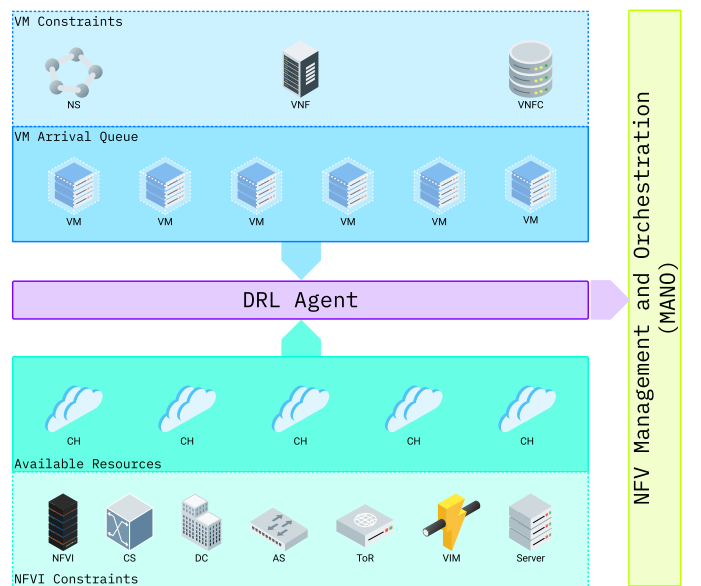 VM Constraints
NS
VNF
VNFC
VM Arrival Queue
VM
VM
VM
VM
VM
VM
DRL Agent
CH
CH
CH
CH
CH
Available Resources
NFVI
CS
DC
AS
ToR
VIM
Server
NFVI Constraints
NFV Management and Orchestration
(MANO)